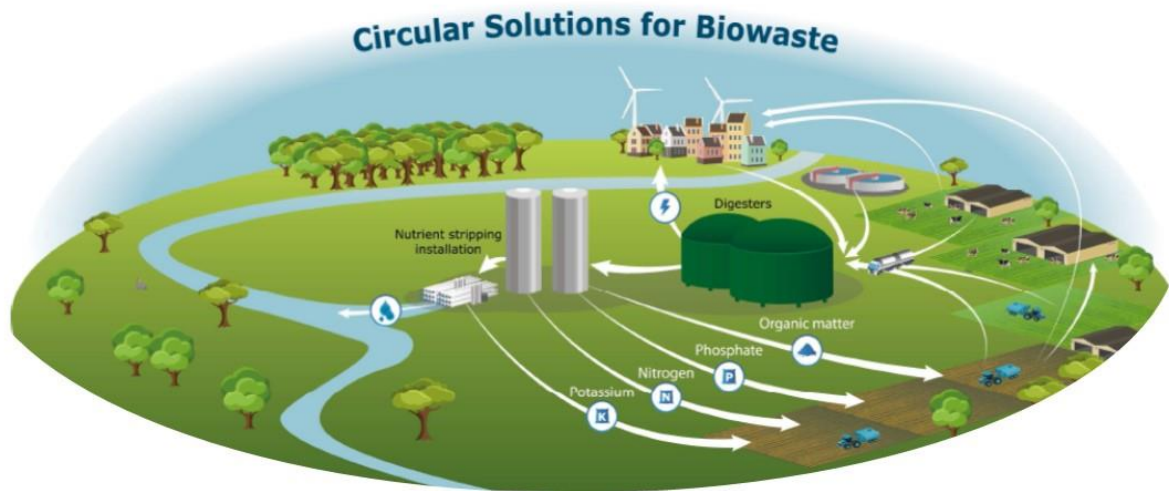 Circular Solutions for Biowaste
Digesters
Nutrient stripping
installation
Organic matter
Phosphate
P
Nitrogen
N
Potassium
K